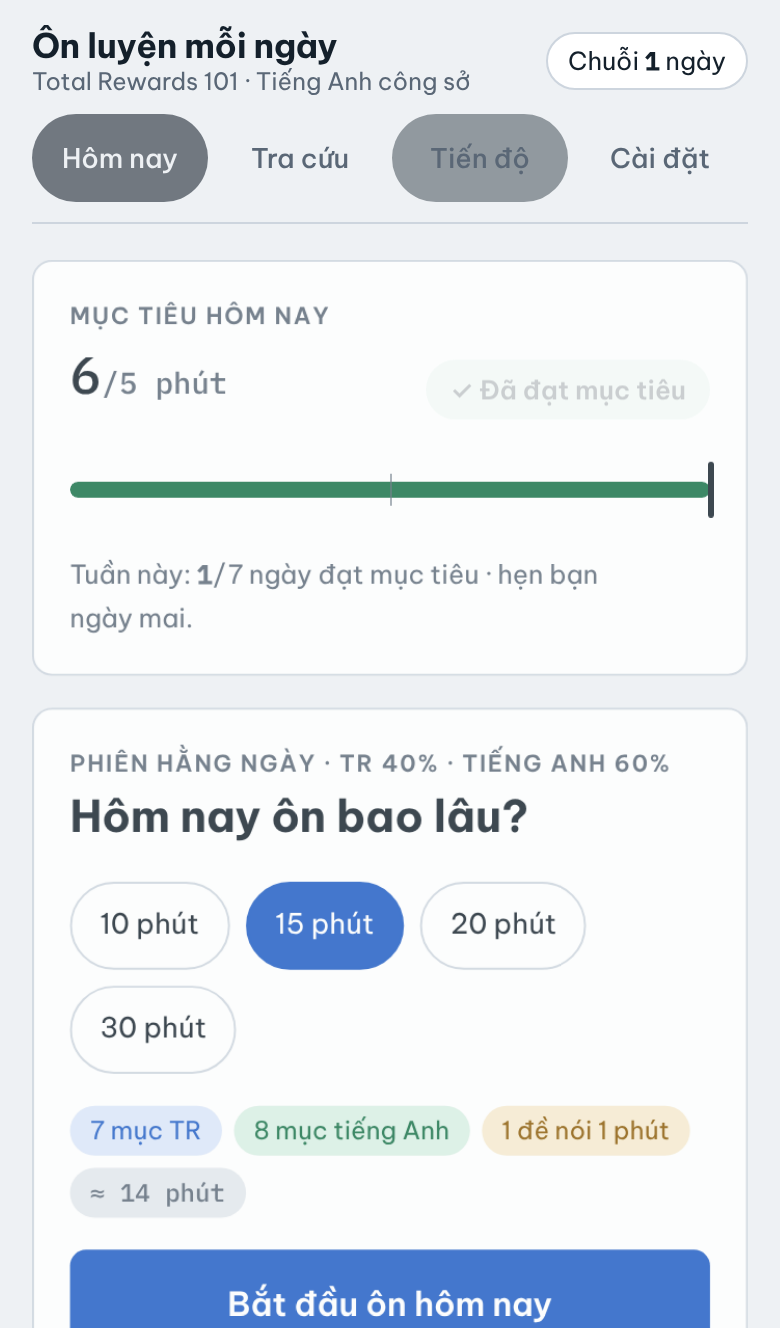 Ôn luyện mỗi ngày
Total Rewards 101 · Tiếng Anh công sở
Chuỗi 1 ngày
Hôm nay
Tra cứu
Tiến độ
Cài đặt
MỤC TIÊU HÔM NAY
6/5 phút
✓ Đã đạt mục tiêu
Tuần này: 1/7 ngày đạt mục tiêu · hẹn bạn
ngày mai.
PHIÊN HẰNG NGÀY · TR 40% · TIẾNG ANH 60%
Hôm nay ôn bao lâu?
10 phút
15 phút
20 phút
30 phút
7 mục TR
8 mục tiếng Anh
1 đề nói 1 phút
≈ 14 phút
Bắt đầu ôn hôm nay